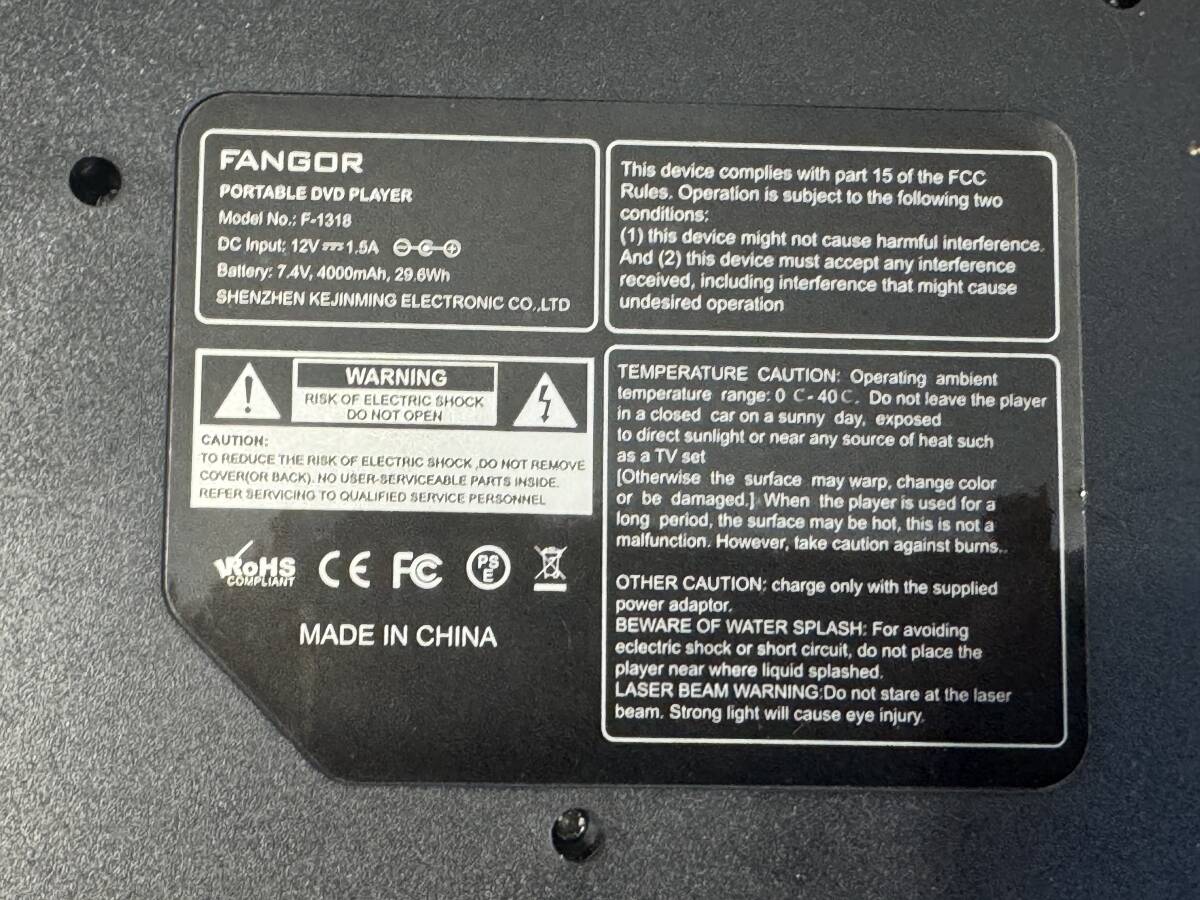 FANGOR
PORTABLE DVD PLAYER
Model No.: F-1318
DC Input: 12V⎓1.5A
Battery: 7.4V, 4000mAh, 29.6Wh
SHENZHEN KEJINMING ELECTRONIC CO.,LTD
This device complies with part 15 of the FCC
Rules. Operation is subject to the following two
conditions:
(1) this device might not cause harmful interference.
And (2) this device must accept any interference
received, including interference that might cause
undesired operation
WARNING
RISK OF ELECTRIC SHOCK
DO NOT OPEN
CAUTION:
TO REDUCE THE RISK OF ELECTRIC SHOCK ,DO NOT REMOVE
COVER(OR BACK). NO USER-SERVICEABLE PARTS INSIDE.
REFER SERVICING TO QUALIFIED SERVICE PERSONNEL
TEMPERATURE CAUTION: Operating ambient
temperature range: 0 C - 40 C. Do not leave the player
in a closed car on a sunny day, exposed
to direct sunlight or near any source of heat such
as a TV set
[Otherwise the surface may warp, change color
or be damaged.] When the player is used for a
long period, the surface may be hot, this is not a
malfunction. However, take caution against burns..
OTHER CAUTION: charge only with the supplied
power adaptor.
BEWARE OF WATER SPLASH: For avoiding
eclectric shock or short circuit, do not place the
player near where liquid splashed.
LASER BEAM WARNING:Do not stare at the laser
beam. Strong light will cause eye injury.
RoHS
COMPLIANT
CE FC PS
E
MADE IN CHINA